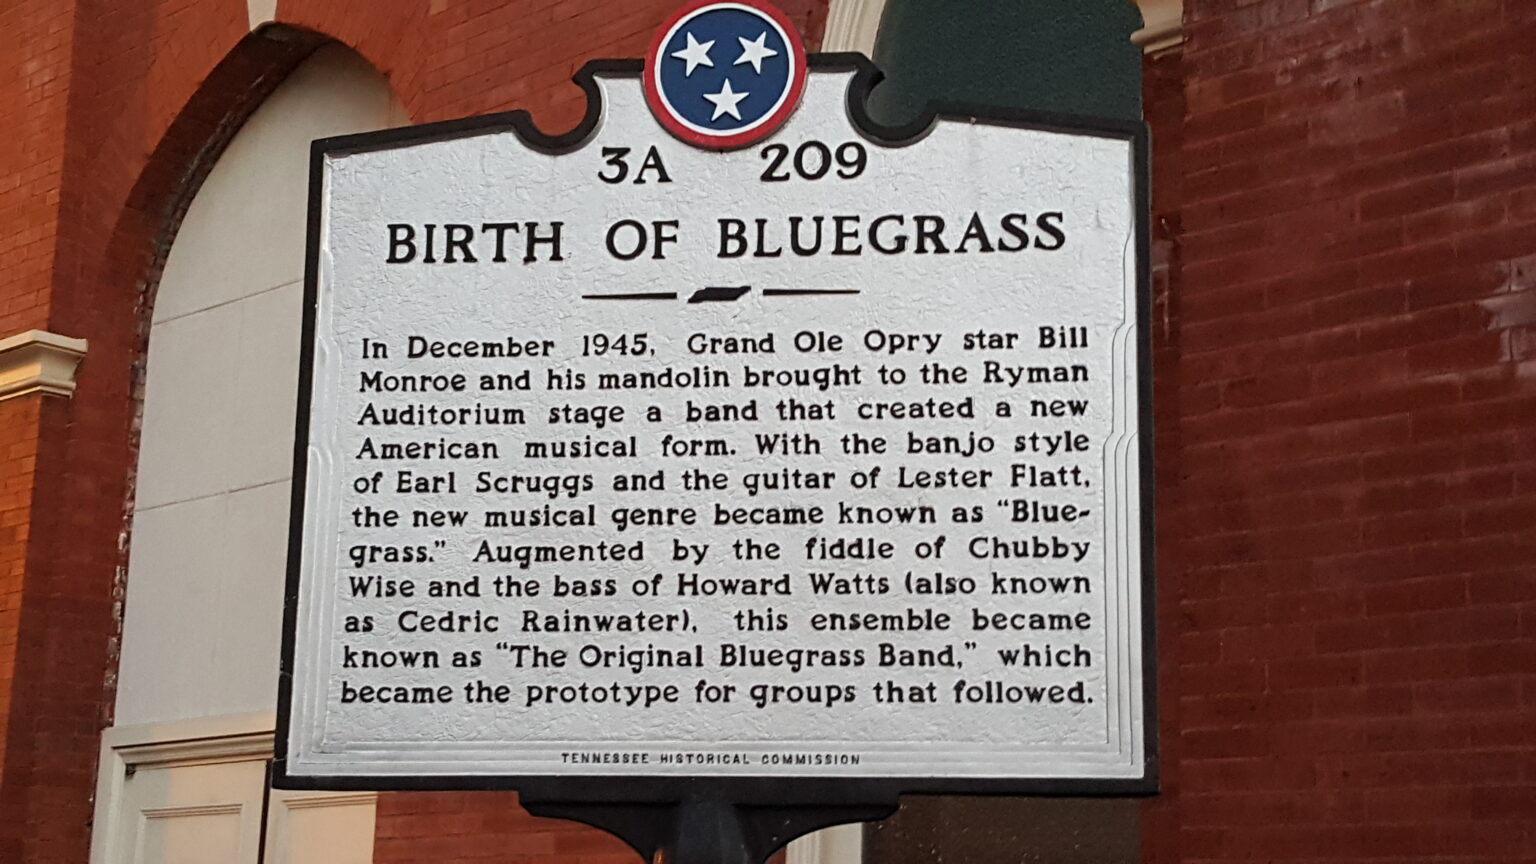 3A 209
BIRTH OF BLUEGRASS
In December 1945, Grand Ole Opry star Bill
Monroe and his mandolin brought to the Ryman
Auditorium stage a band that created a new
American musical form. With the banjo style
of Earl Scruggs and the guitar of Lester Flatt,
the new musical genre became known as “Blue-
grass.” Augmented by the fiddle of Chubby
Wise and the bass of Howard Watts (also known
as Cedric Rainwater), this ensemble became
known as “The Original Bluegrass Band,” which
became the prototype for groups that followed.
TENNESSEE HISTORICAL COMMISSION